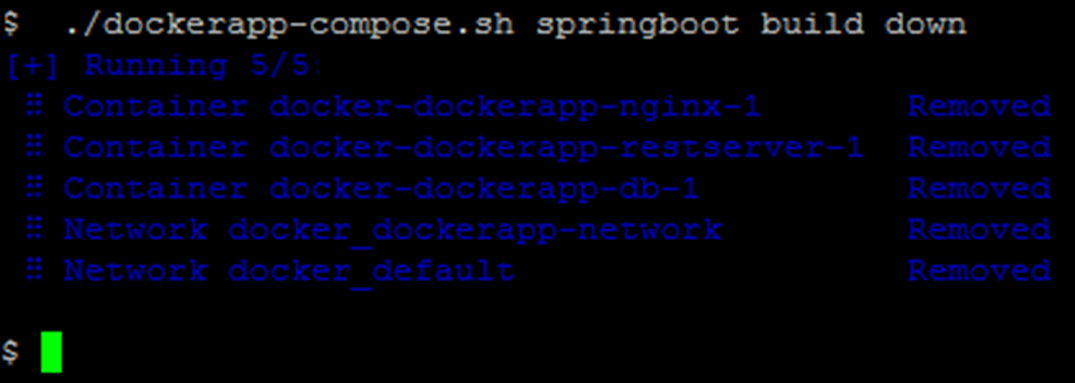 $ ./dockerapp-compose.sh springboot build down
[+] Running 5/5
⠿ Container docker-dockerapp-nginx-1 Removed
⠿ Container docker-dockerapp-restserver-1 Removed
⠿ Container docker-dockerapp-db-1 Removed
⠿ Network docker_dockerapp-network Removed
⠿ Network docker_default Removed
$